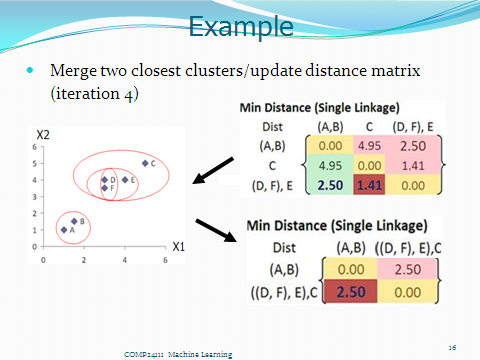 Example
• Merge two closest clusters/update distance matrix
(iteration 4)
Min Distance (Single Linkage)
Dist (A,B) C (D, F), E
(A,B) 0.00 4.95 2.50
C 4.95 0.00 1.41
(D, F), E 2.50 1.41 0.00
X2
6
5
4
3
2
1
0
C
D
E
F
B
A
0 2 4 6
X1
Min Distance (Single Linkage)
Dist (A,B) ((D, F), E),C
(A,B) 0.00 2.50
((D, F), E),C 2.50 0.00
COMP24111 Machine Learning
16